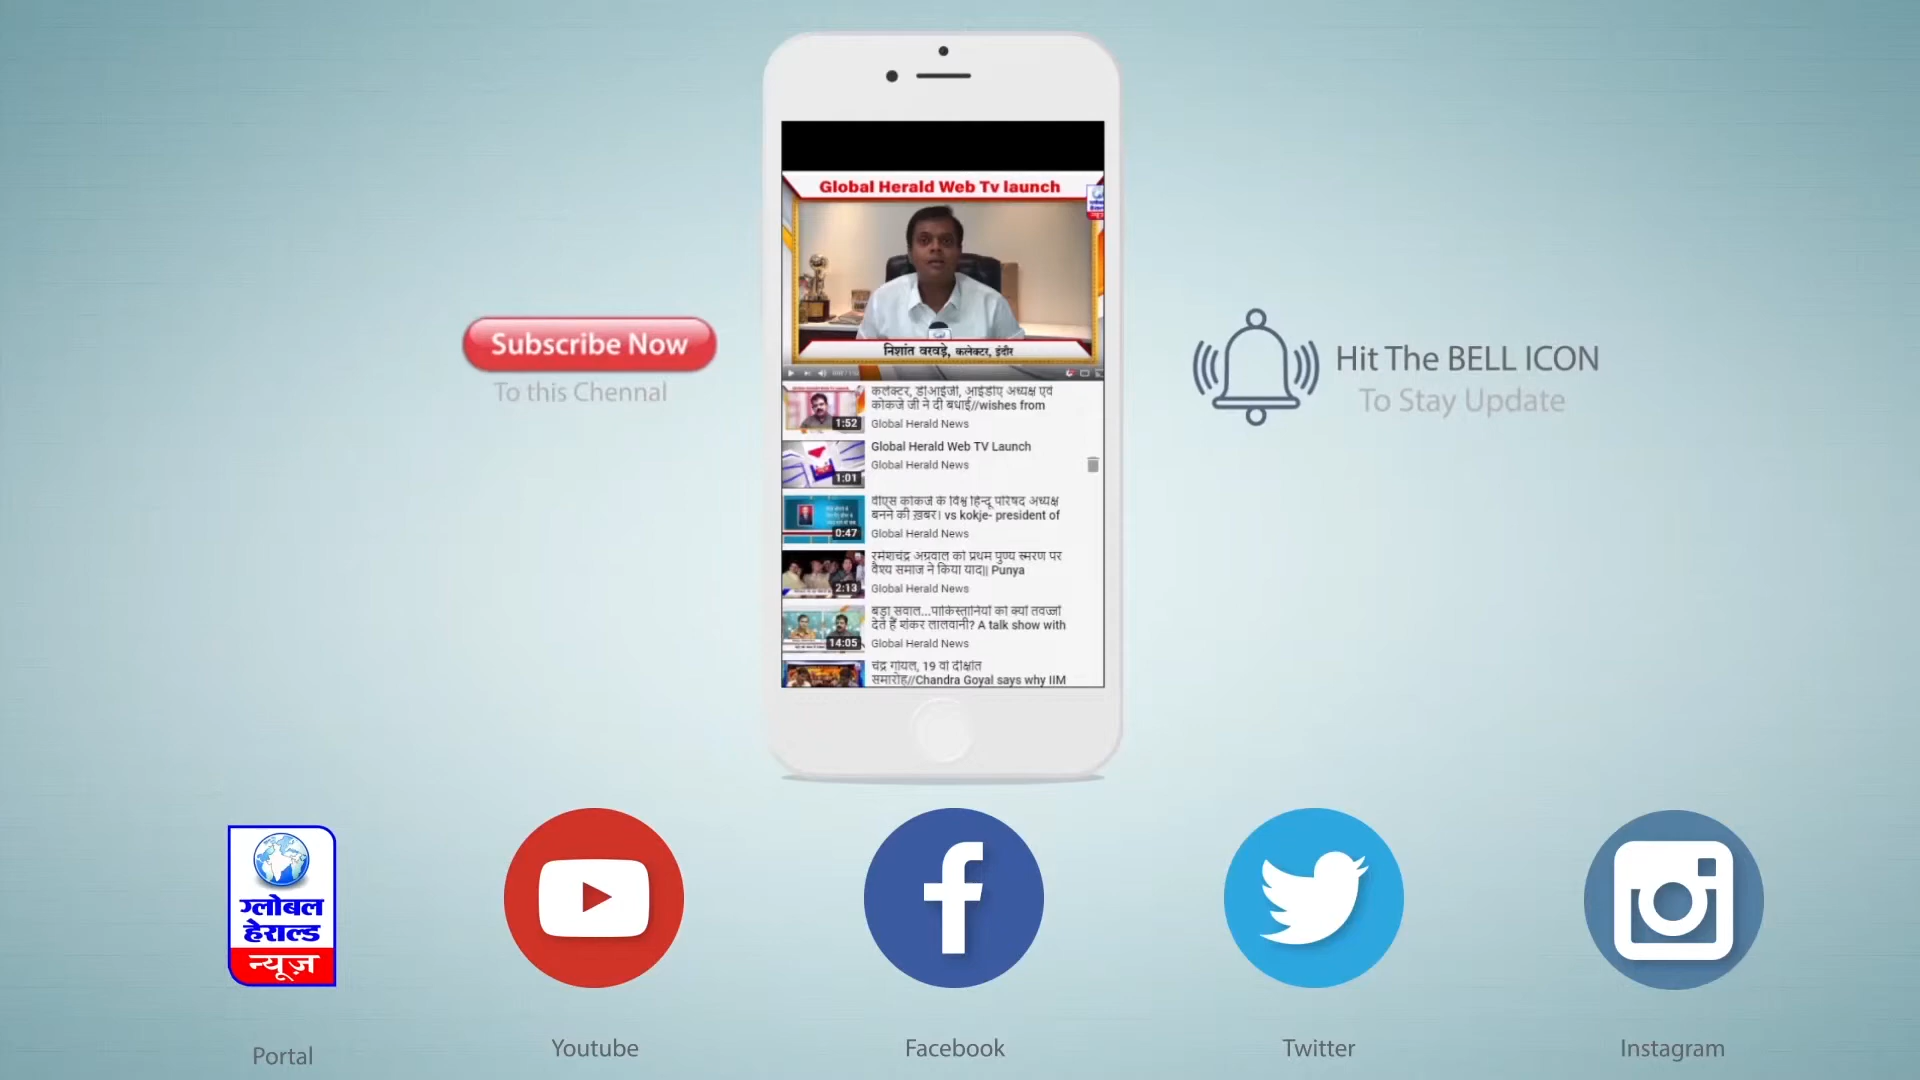 Global Herald Web Tv launch
निशांत वरवड़े, कलेक्टर, इंदौर
Subscribe Now
To this Chennal
Hit The BELL ICON
To Stay Update
कलेक्टर, डीआईजी, आईडीए अध्यक्ष एवं
कोकजे जी ने दी बधाई//wishes from
1:52
Global Herald News
Global Herald Web TV Launch
Global Herald News
1:01
वीएस कोकजे के विश्व हिन्दू परिषद अध्यक्ष
बनने की ख़बर। vs kokje- president of
0:47
Global Herald News
रमेशचंद्र अग्रवाल को प्रथम पुण्य स्मरण पर
वैश्य समाज ने किया याद|| Punya
2:13
Global Herald News
बड़ा सवाल...पाकिस्तानियों को क्यों तवज्जो
देते हैं शंकर लालवानी? A talk show with
14:05
Global Herald News
चंद्र गोयल, 19 वां दीक्षांत
समारोह//Chandra Goyal says why IIM
ग्लोबल
हेराल्ड
न्यूज़
Portal
Youtube
Facebook
Twitter
Instagram